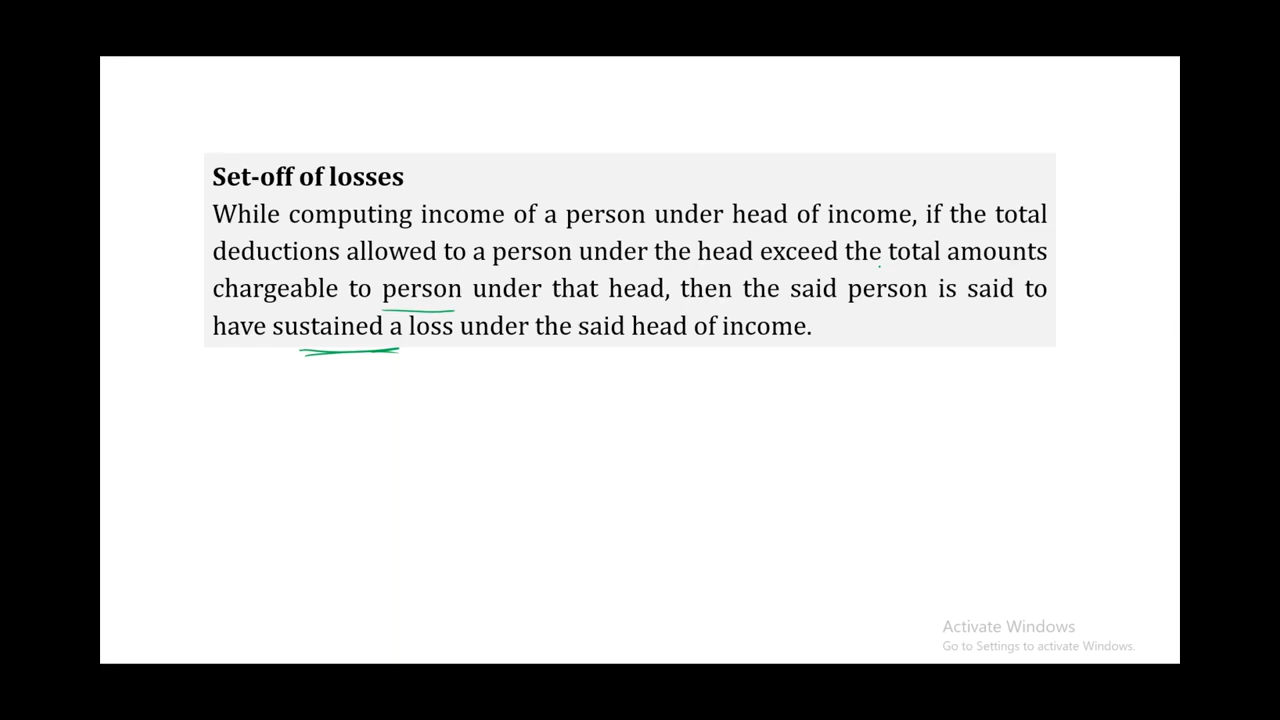 Set-off of losses
While computing income of a person under head of income, if the total
deductions allowed to a person under the head exceed the total amounts
chargeable to person under that head, then the said person is said to
have sustained a loss under the said head of income.
Activate Windows
Go to Settings to activate Windows.